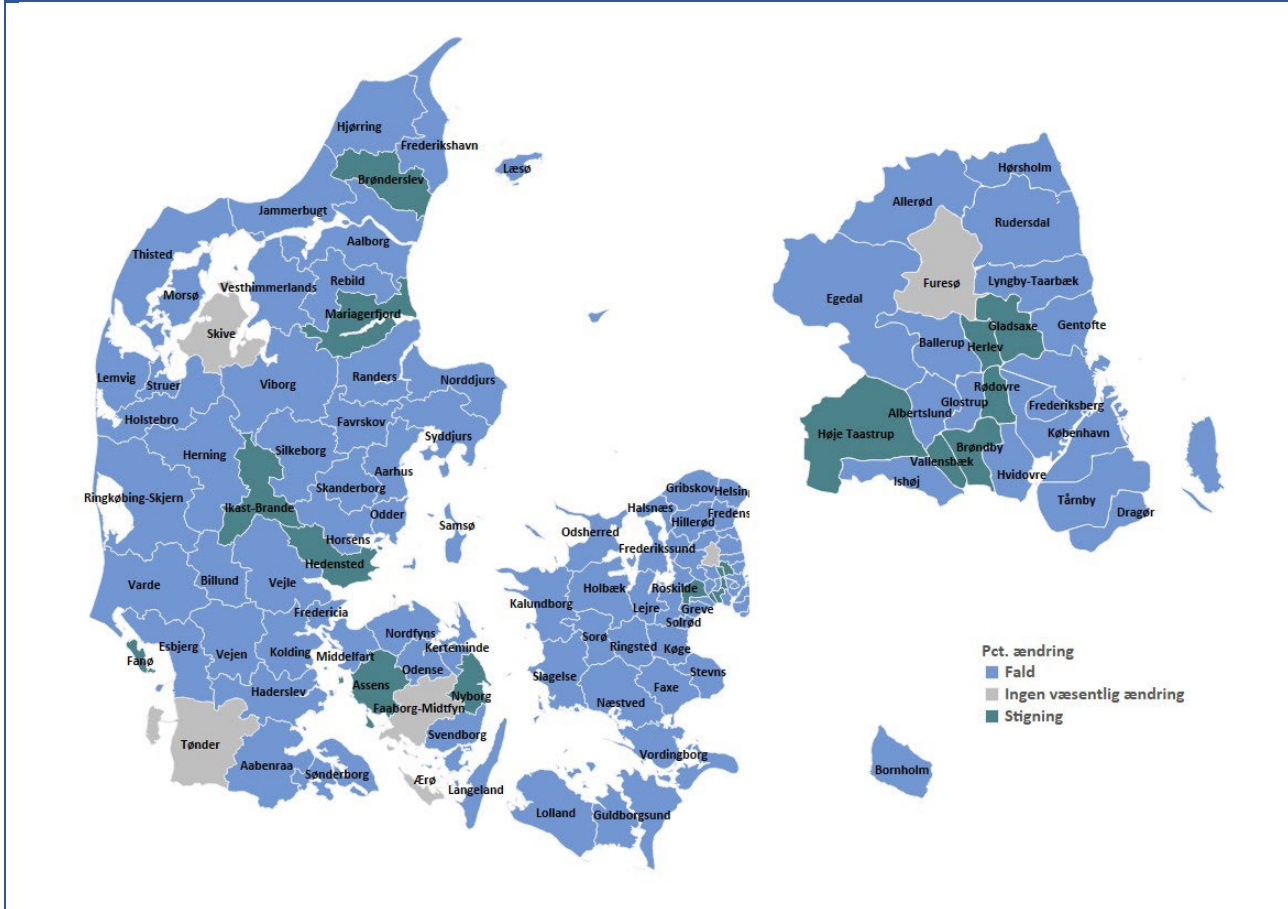 Hjørring
Frederikshavn
Brønderslev
Læsø
Jammerbugt
Aalborg
Thisted
Rebild
Vesthimmerlands
Morsø
Mariagerfjord
Skive
Lemvig
Struer
Viborg
Randers
Norddjurs
Holstebro
Favrskov
Syddjurs
Herning
Silkeborg
Aarhus
Skanderborg
Ringkøbing-Skjern
Ikast-Brande
Odder
Samsø
Horsens
Hedensted
Varde
Billund
Vejle
Fredericia
Nordfyns
Esbjerg
Vejen
Kolding
Middelfart
Kerteminde
Fanø
Odense
Assens
Nyborg
Haderslev
Faaborg-Midtfyn
Tønder
Svendborg
Aabenraa
Sønderborg
Ærø
Langeland
Gribskov
Helsing
Halsnæs
Hillerød
Fredens
Odsherred
Frederikssund
Holbæk
Roskilde
Kalundborg
Lejre
Greve
Solrød
Sorø
Ringsted
Køge
Slagelse
Stevns
Faxe
Næstved
Vordingborg
Lolland
Guldborgsund
Hørsholm
Allerød
Rudersdal
Furesø
Lyngby-Taarbæk
Egedal
Gladsaxe
Gentofte
Ballerup
Herlev
Rødovre
Glostrup
Frederiksberg
Albertslund
Høje Taastrup
Brøndby
København
Vallensbæk
Hvidovre
Ishøj
Tårnby
Dragør
Pct. ændring
Fald
Ingen væsentlig ændring
Stigning
Bornholm